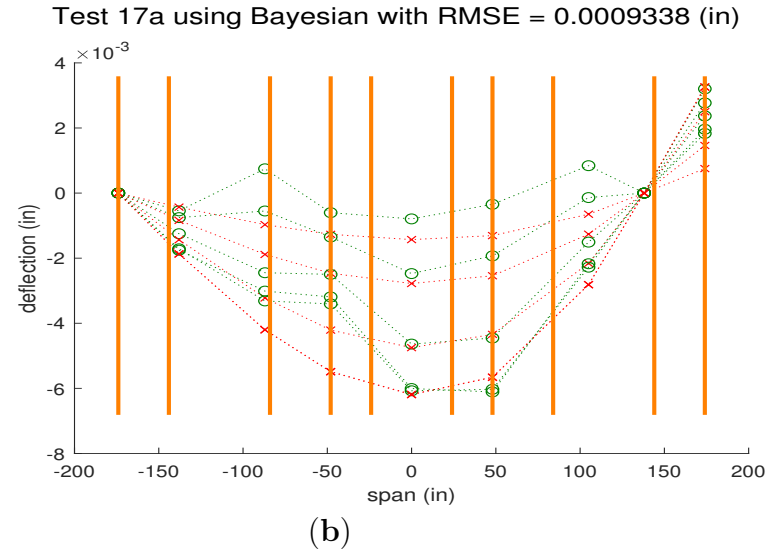 Test 17a using Bayesian with RMSE = 0.0009338 (in)
×10⁻³
4
2
0
-2
-4
-6
-8
deflection (in)
-200 -150 -100 -50 0 50 100 150 200
span (in)
(b)